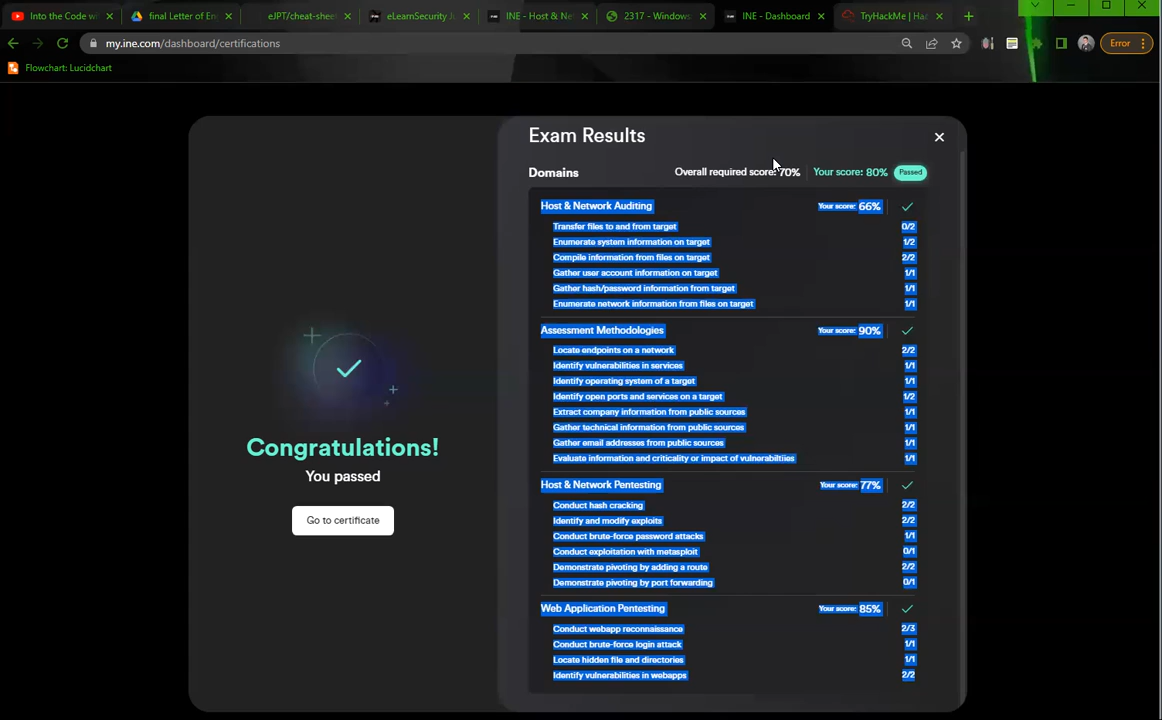 Into the Code wi
final Letter of En
eJPT/cheat-shee
eLearnSecurity Ju
INE - Host & Ne
2317 - Windows
INE - Dashboard
TryHackMe | Hac
my.ine.com/dashboard/certifications
Error
Flowchart: Lucidchart
Exam Results
Domains
Overall required score: 70%
Your score: 80%
Passed
Host & Network Auditing
Your score: 66%
Transfer files to and from target 0/2
Enumerate system information on target 1/2
Compile information from files on target 2/2
Gather user account information on target 1/1
Gather hash/password information from target 1/1
Enumerate network information from files on target 1/1
Assessment Methodologies
Your score: 90%
Locate endpoints on a network 2/2
Identify vulnerabilities in services 1/1
Identify operating system of a target 1/1
Identify open ports and services on a target 1/2
Extract company information from public sources 1/1
Gather technical information from public sources 1/1
Gather email addresses from public sources 1/1
Evaluate information and criticality or impact of vulnerabiltiies 1/1
Host & Network Pentesting
Your score: 77%
Conduct hash cracking 2/2
Identify and modify exploits 2/2
Conduct brute-force password attacks 1/1
Conduct exploitation with metasploit 0/1
Demonstrate pivoting by adding a route 2/2
Demonstrate pivoting by port forwarding 0/1
Web Application Pentesting
Your score: 85%
Conduct webapp reconnaissance 2/3
Conduct brute-force login attack 1/1
Locate hidden file and directories 1/1
Identify vulnerabilities in webapps 2/2
Congratulations!
You passed
Go to certificate